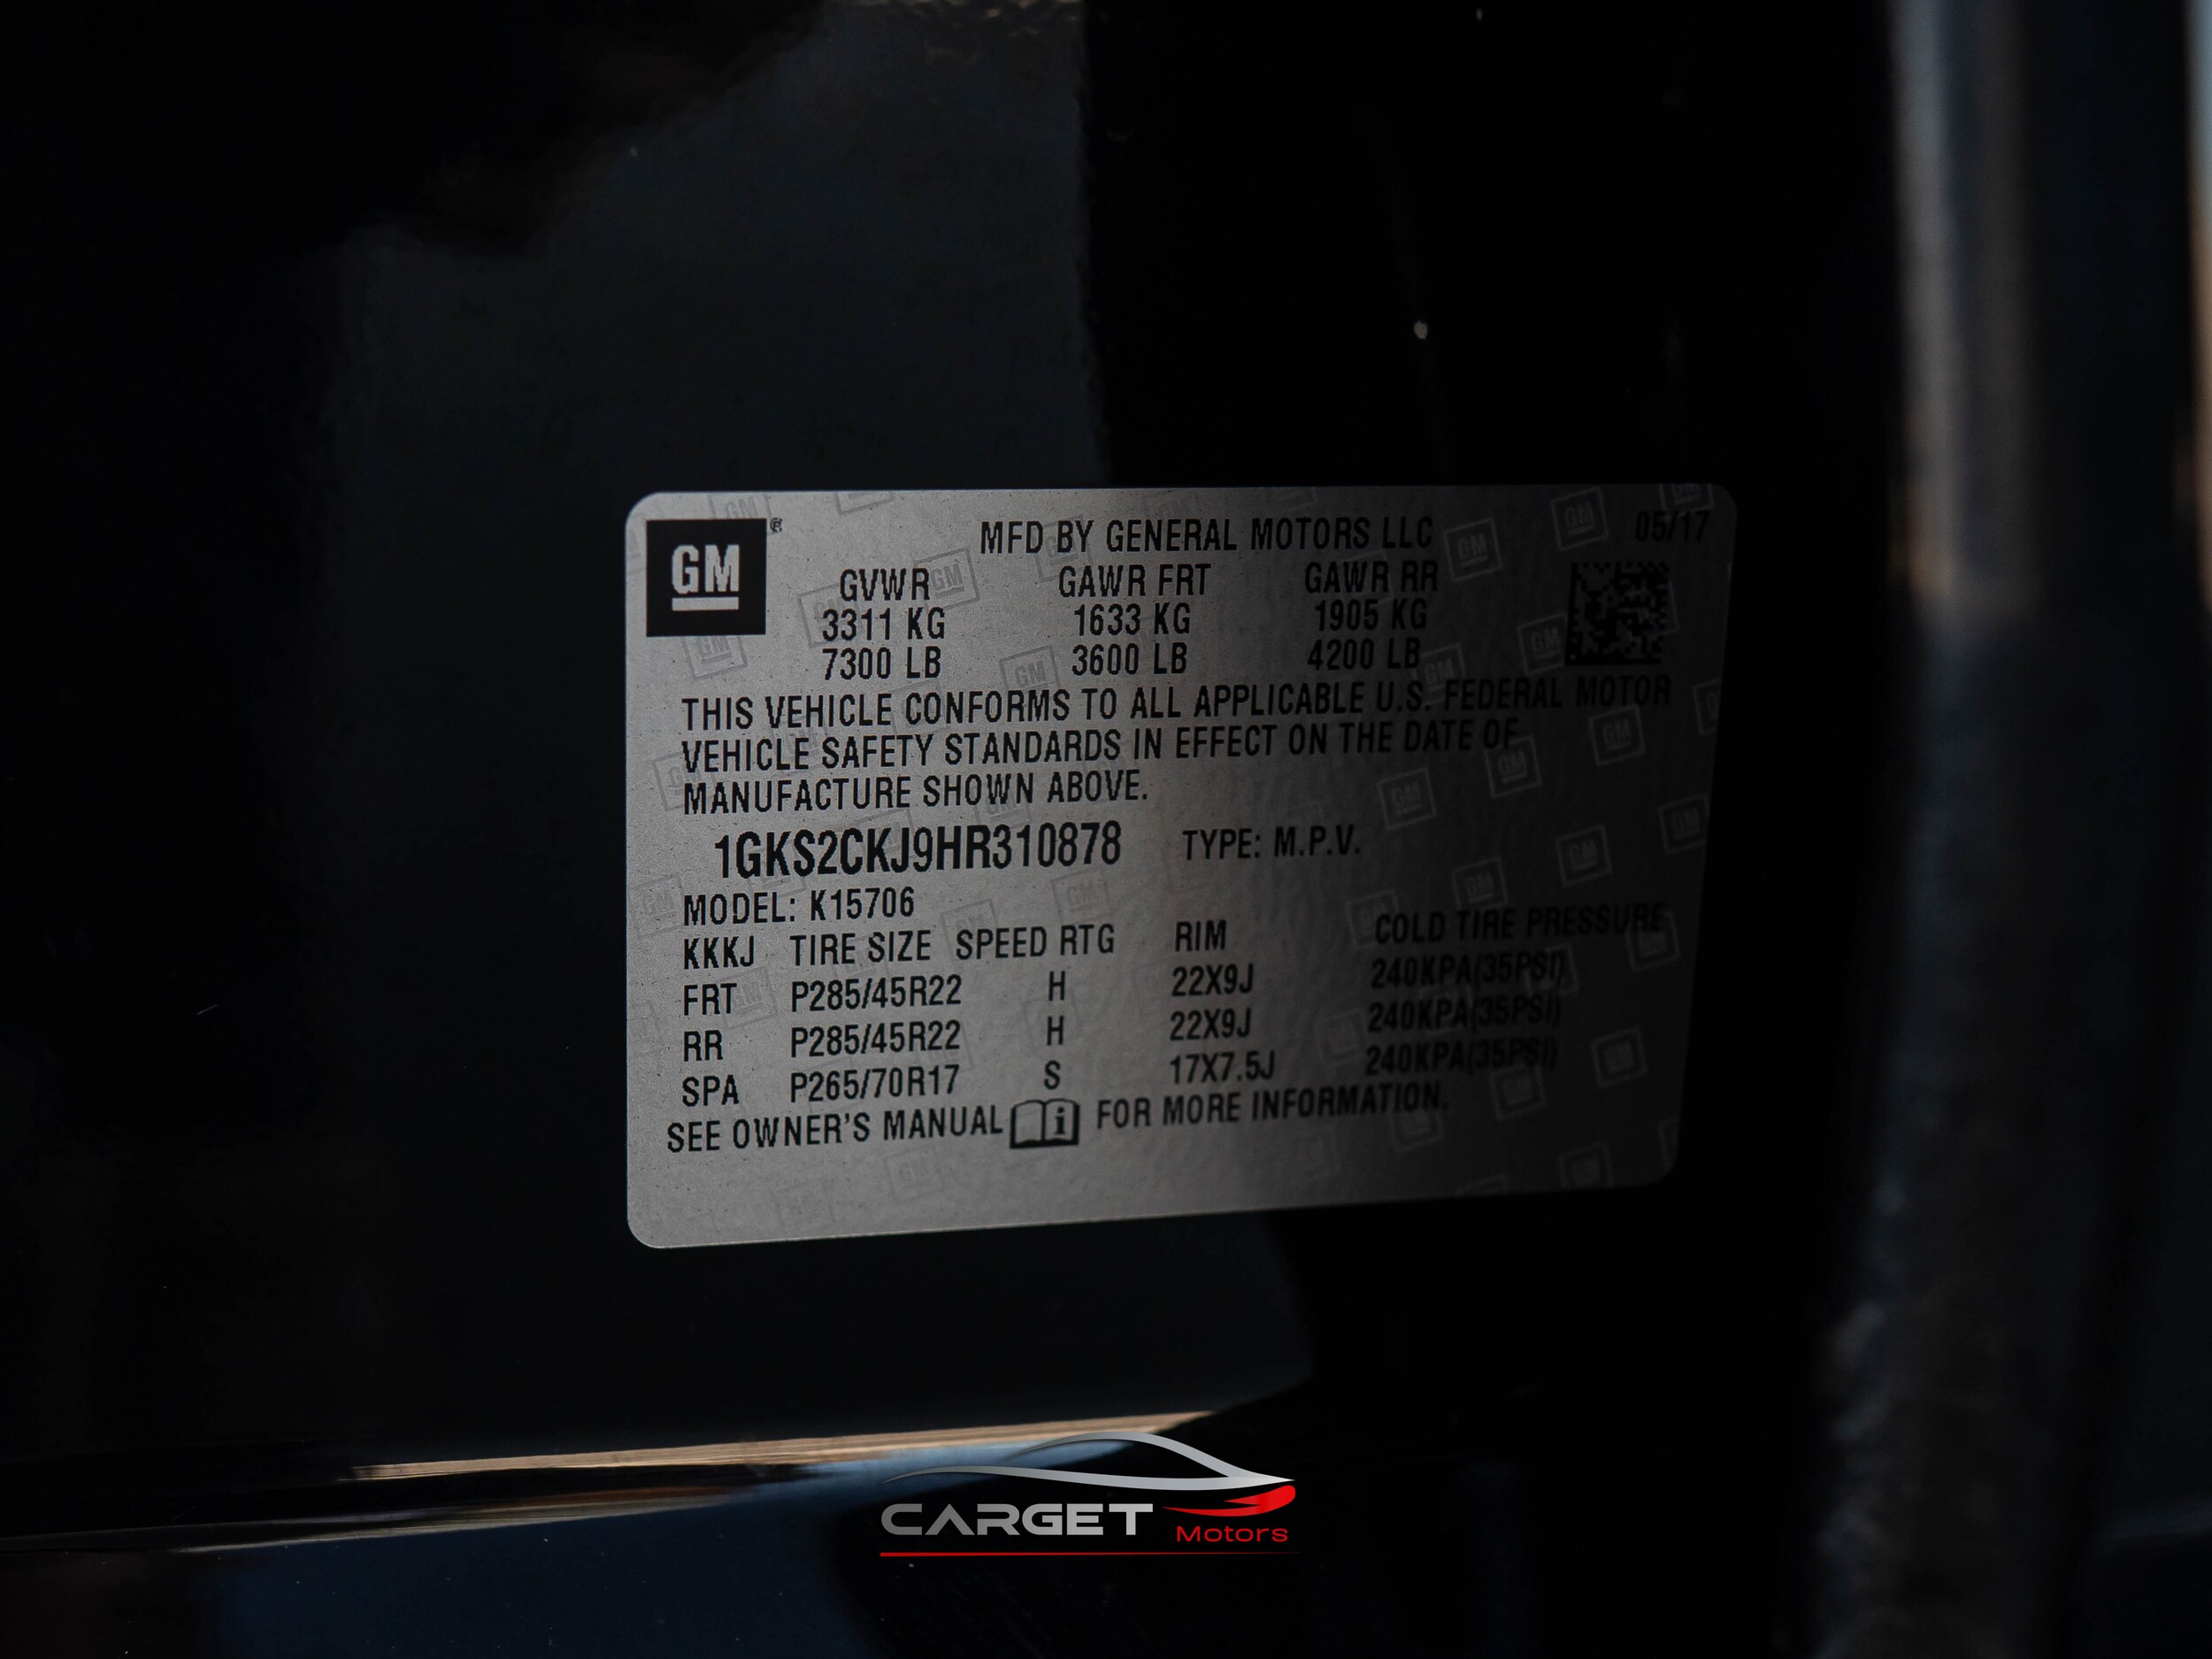 GM ® MFD BY GENERAL MOTORS LLC 05/17
GVWR GAWR FRT GAWR RR
3311 KG 1633 KG 1905 KG
7300 LB 3600 LB 4200 LB
THIS VEHICLE CONFORMS TO ALL APPLICABLE U.S. FEDERAL MOTOR
VEHICLE SAFETY STANDARDS IN EFFECT ON THE DATE OF
MANUFACTURE SHOWN ABOVE.
1GKS2CKJ9HR310878 TYPE: M.P.V.
MODEL: K15706
KKKJ TIRE SIZE SPEED RTG RIM COLD TIRE PRESSURE
FRT P285/45R22 H 22X9J 240KPA(35PSI)
RR P285/45R22 H 22X9J 240KPA(35PSI)
SPA P265/70R17 S 17X7.5J 240KPA(35PSI)
SEE OWNER'S MANUAL i FOR MORE INFORMATION.
CARGET Motors